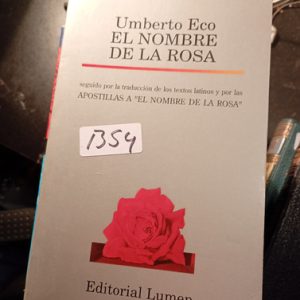 Umberto Eco
EL NOMBRE
DE LA ROSA
seguido por la traducción de los textos latinos y por las
APOSTILLAS A "EL NOMBRE DE LA ROSA"
B54
Editorial Lumen